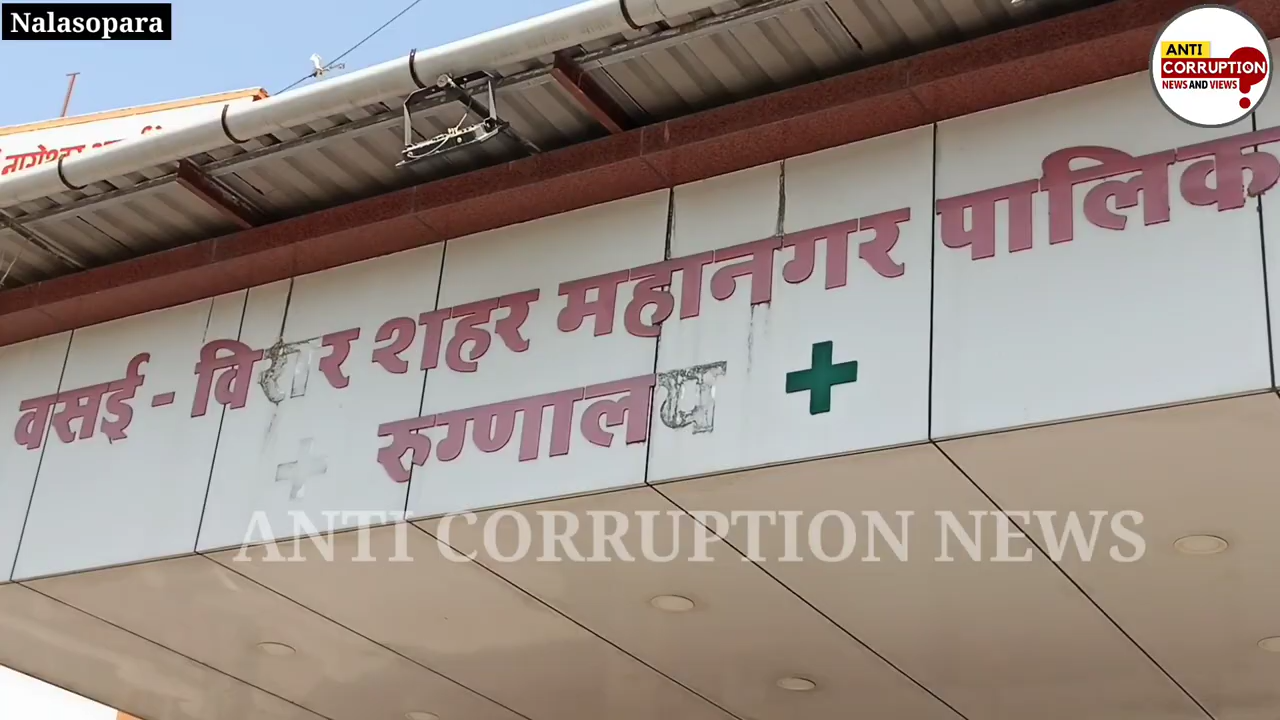 Nalasopara
ANTI
CORRUPTION
NEWS AND VIEWS
वसई - विरार शहर महानगर पालिक
रुग्णालय
ANTI CORRUPTION NEWS